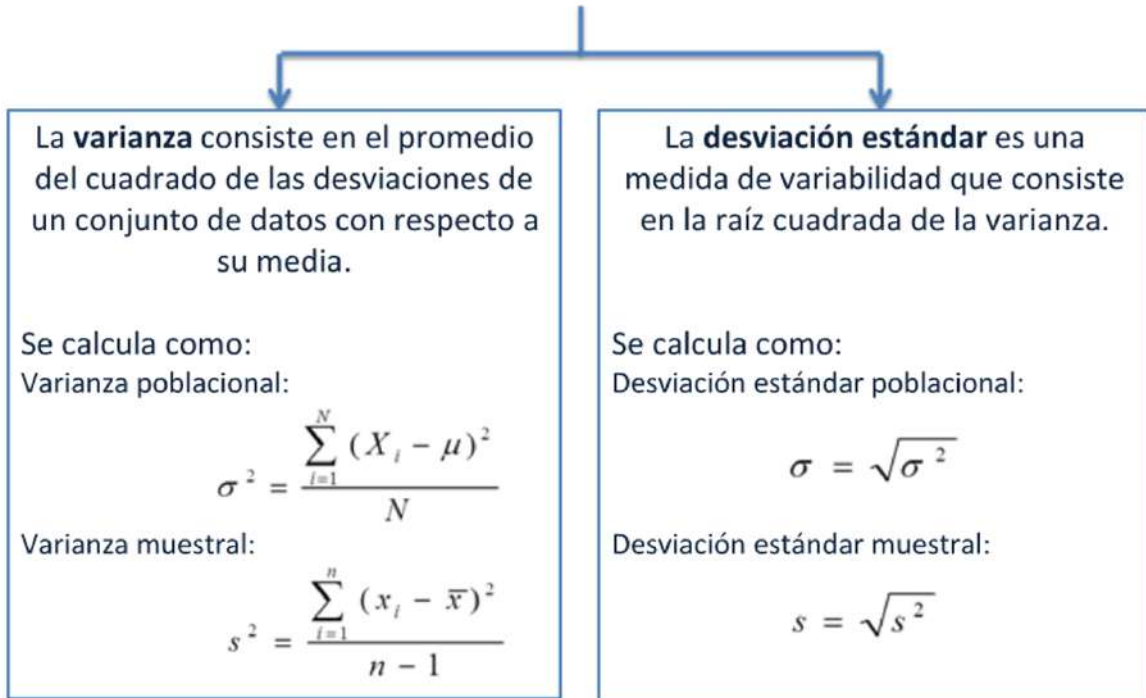 La varianza consiste en el promedio
del cuadrado de las desviaciones de
un conjunto de datos con respecto a
su media.
Se calcula como:
Varianza poblacional:
σ² = ∑_{i=1}^{N} (X_i − μ)² / N
Varianza muestral:
s² = ∑_{i=1}^{n} (x_i − x̄)² / n − 1
La desviación estándar es una
medida de variabilidad que consiste
en la raíz cuadrada de la varianza.
Se calcula como:
Desviación estándar poblacional:
σ = √σ²
Desviación estándar muestral:
s = √s²